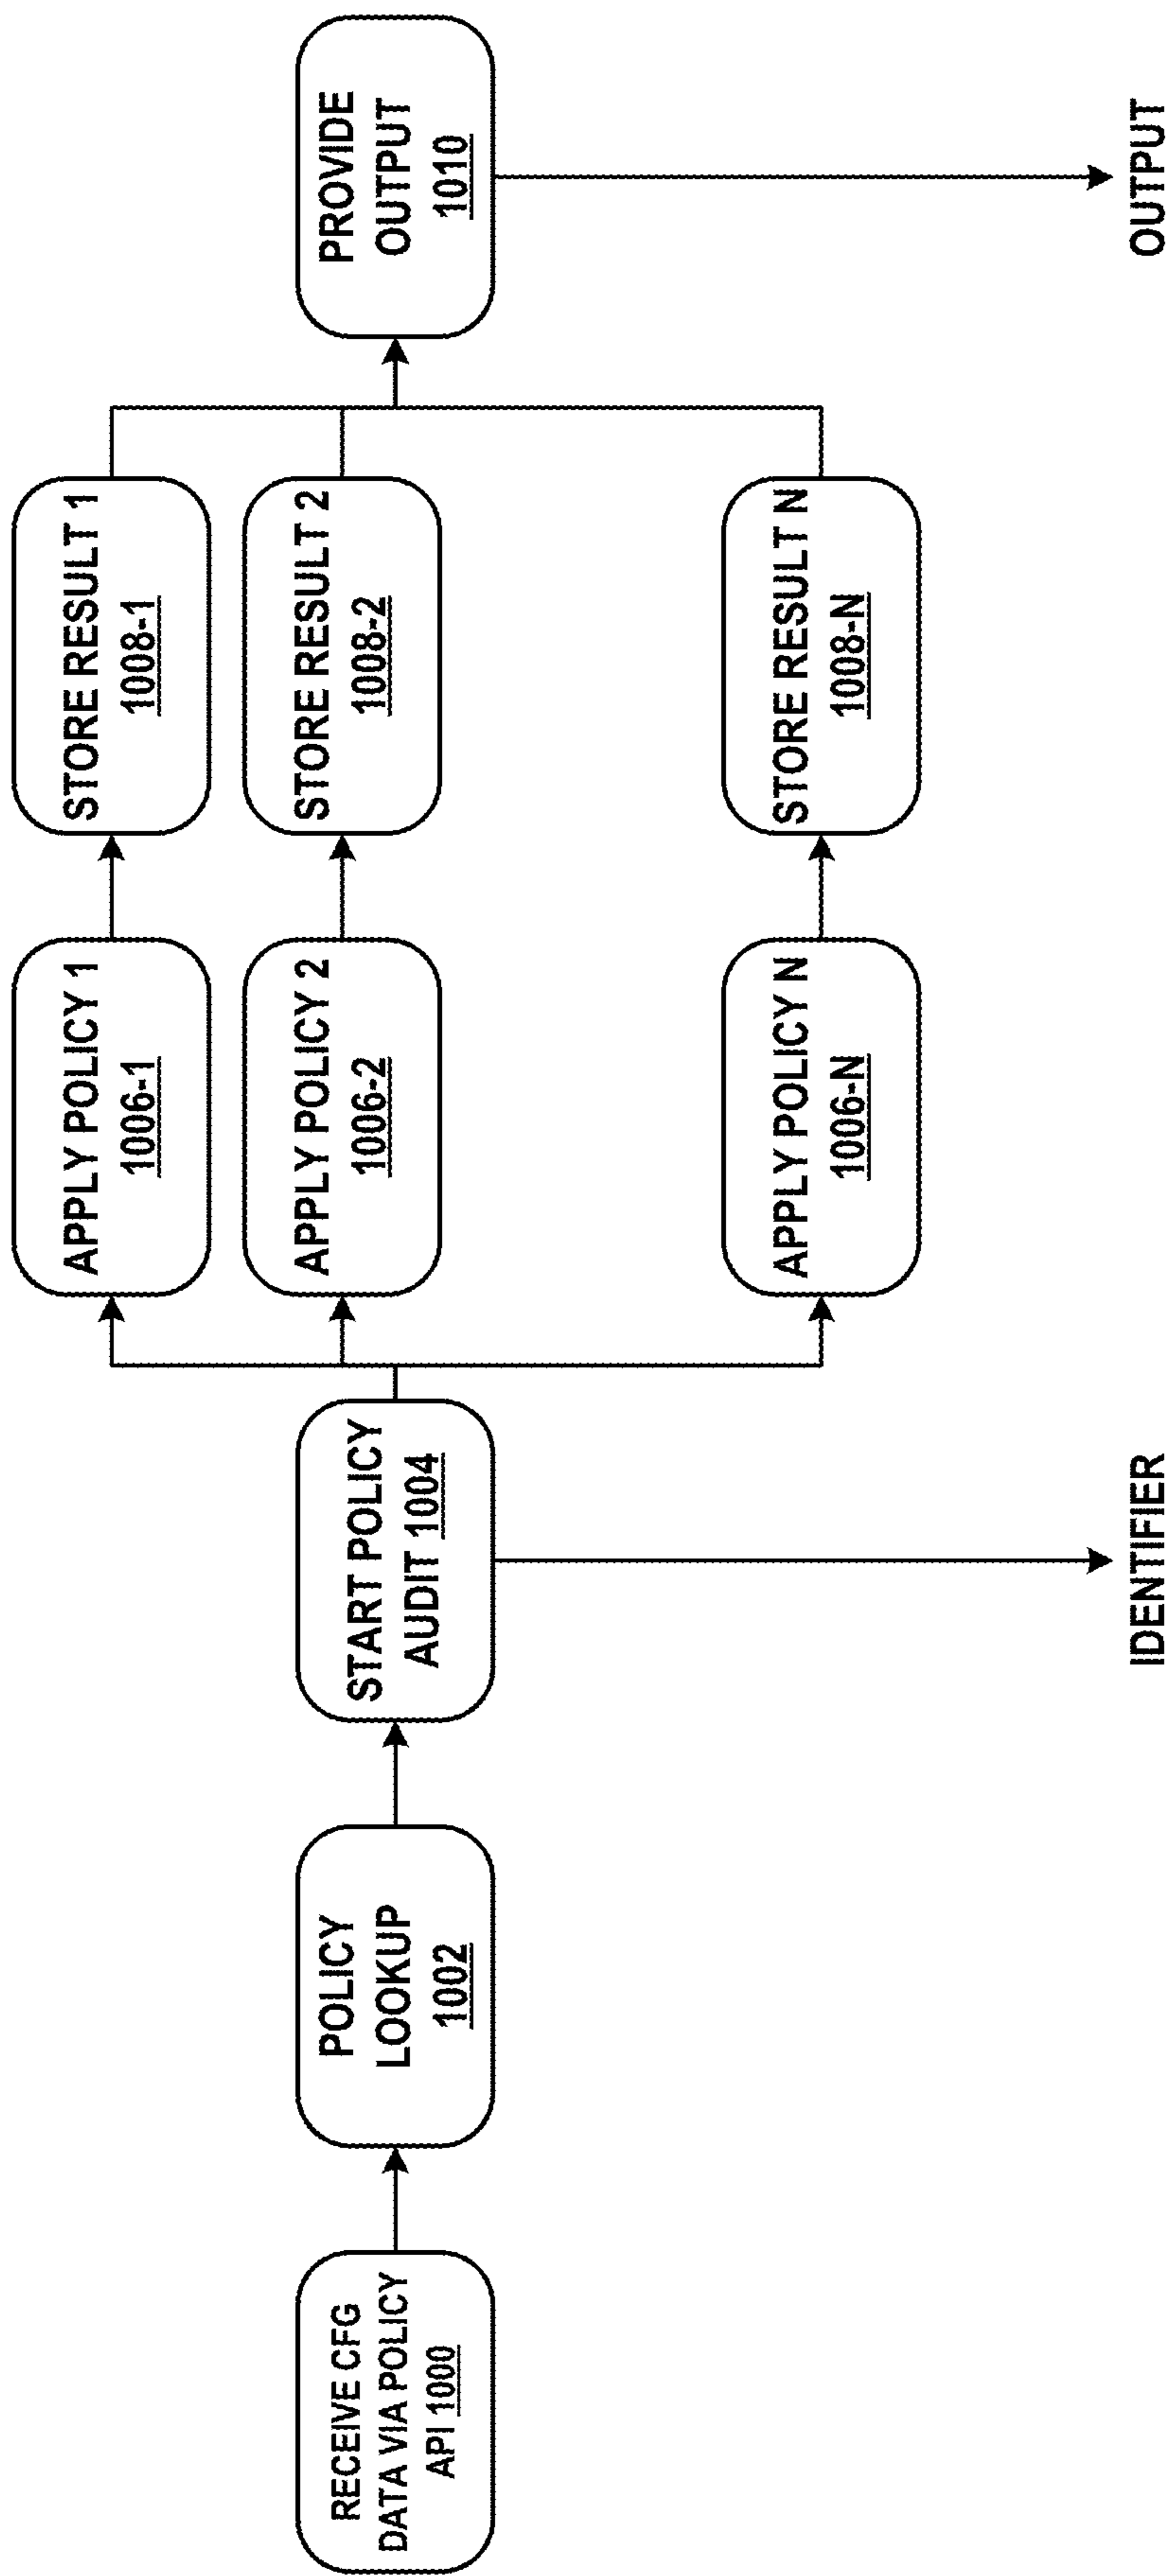 RECEIVE CFG
DATA VIA POLICY
API 1000
POLICY
LOOKUP
1002
START POLICY
AUDIT 1004
IDENTIFIER
APPLY POLICY 1
1006-1
APPLY POLICY 2
1006-2
APPLY POLICY N
1006-N
STORE RESULT 1
1008-1
STORE RESULT 2
1008-2
STORE RESULT N
1008-N
PROVIDE
OUTPUT
1010
OUTPUT